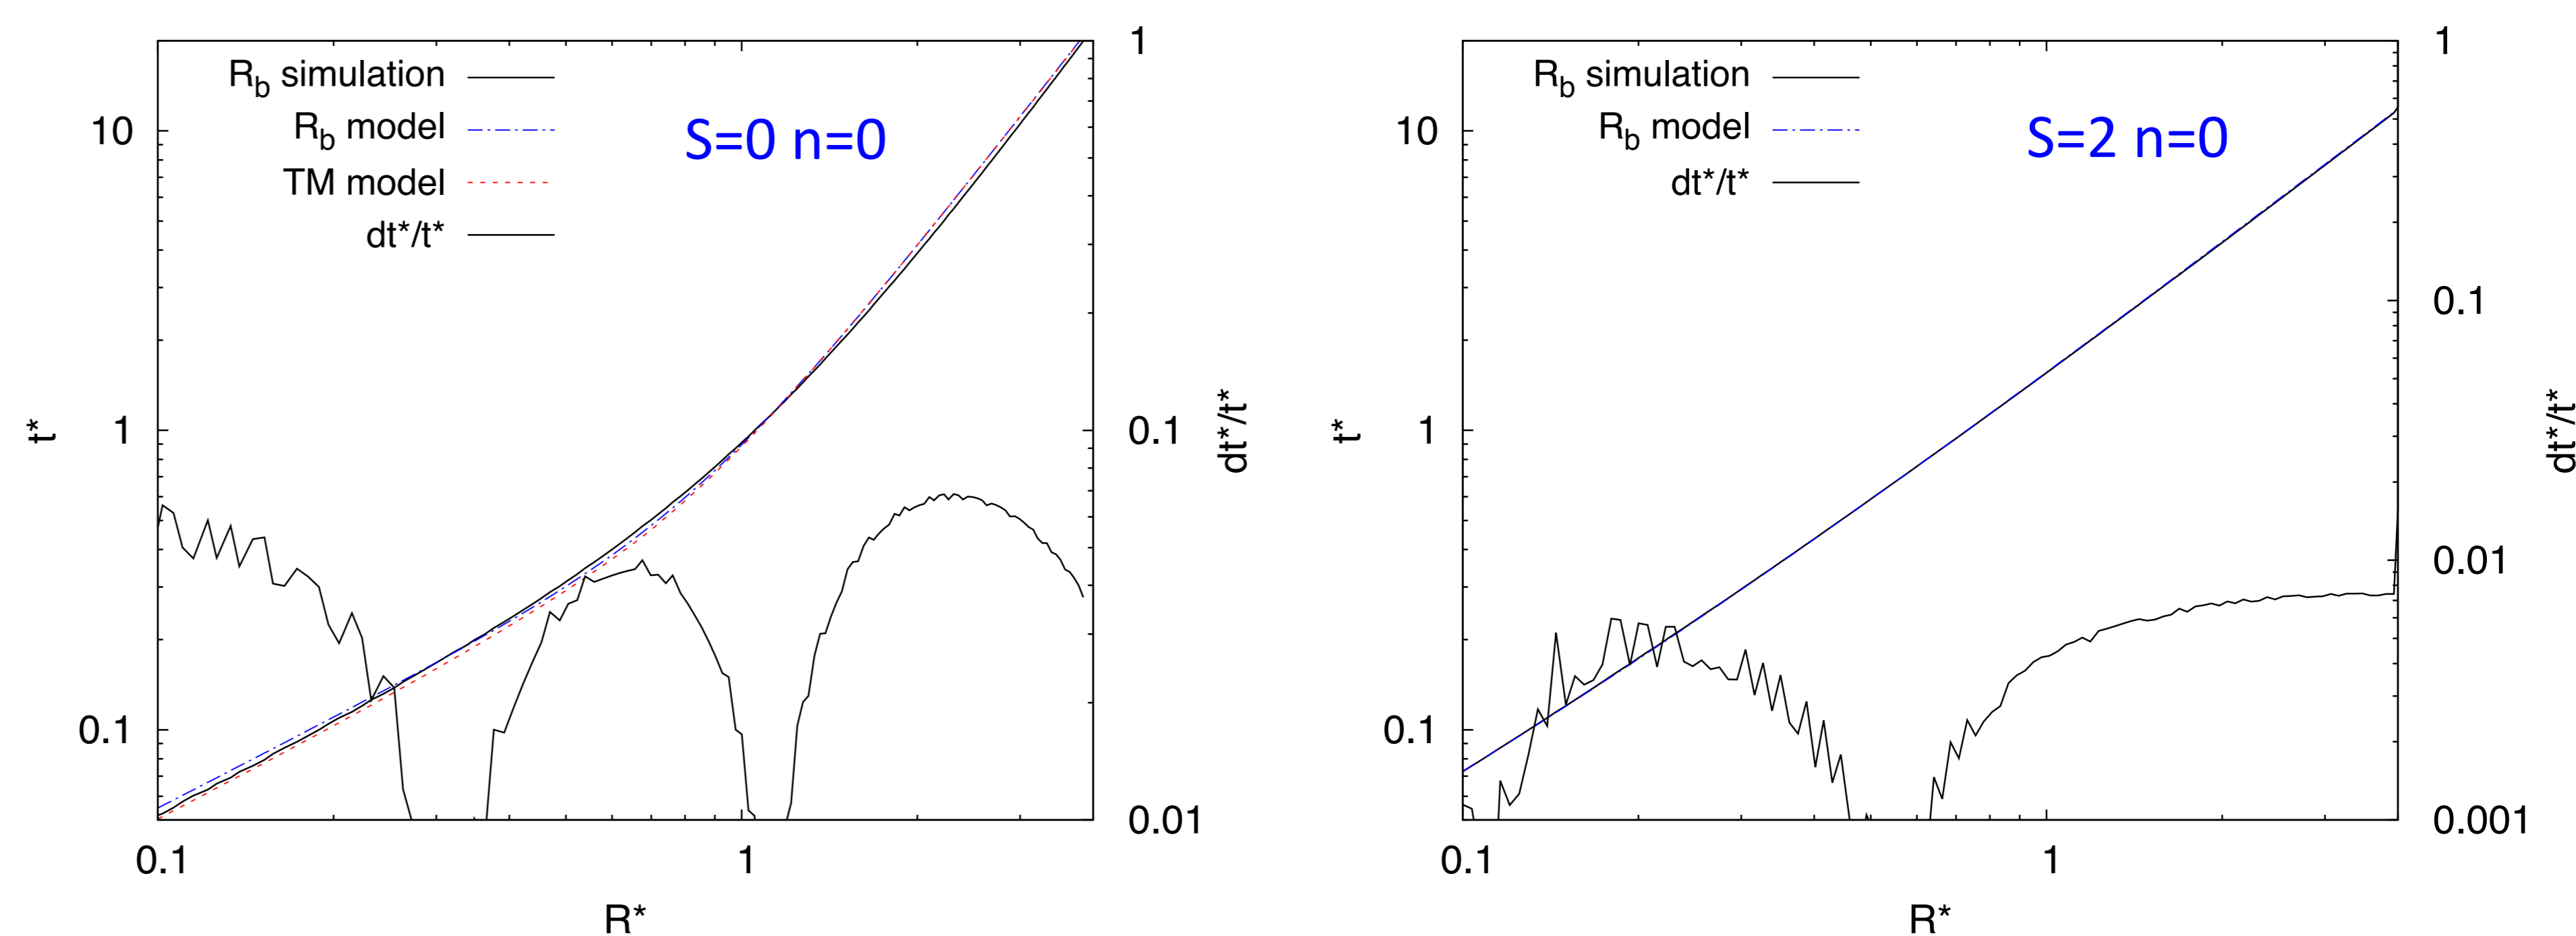 R_b simulation
R_b model
TM model
dt*/t*
S=0 n=0
10
1
0.1
t*
1
0.1
0.01
dt*/t*
0.1
1
R*
R_b simulation
R_b model
dt*/t*
S=2 n=0
10
1
0.1
t*
1
0.1
0.01
0.001
dt*/t*
0.1
1
R*